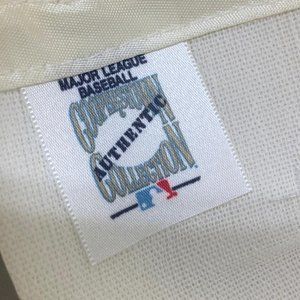 MAJOR LEAGUE
BASEBALL
COOPERSTOWN
AUTHENTIC
COLLECTION